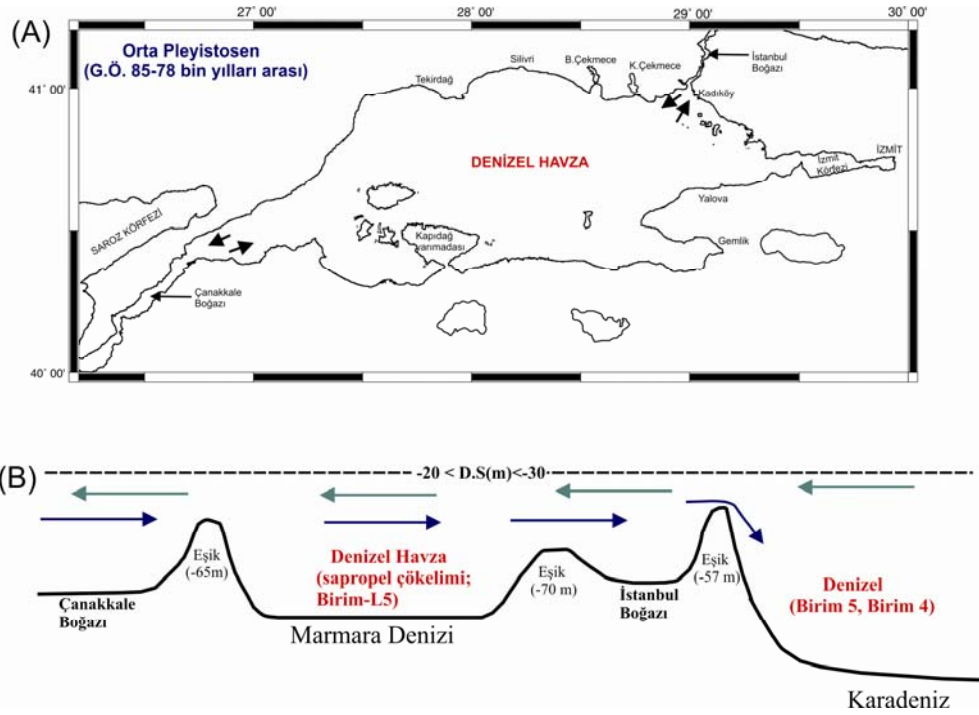 27° 00'
28° 00'
29° 00'
30° 00'
(A)
Orta Pleyistosen
(G.Ö. 85-78 bin yılları arası)
41° 00'
40° 00'
Tekirdağ
Silivri
B.Çekmece
K.Çekmece
İstanbul
Boğazı
Kadıköy
DENİZEL HAVZA
İZMİT
İzmit
Körfezi
Yalova
SAROZ KÖRFEZİ
Kapıdağ
yarımadası
Gemlik
Çanakkale
Boğazı
(B)
-20 < D.S(m)<-30
Eşik
(-65m)
Denizel Havza
(sapropel çökelimi;
Birim-L5)
Eşik
(-70 m)
Eşik
(-57 m)
Denizel
(Birim 5, Birim 4)
Çanakkale
Boğazı
İstanbul
Boğazı
Marmara Denizi
Karadeniz